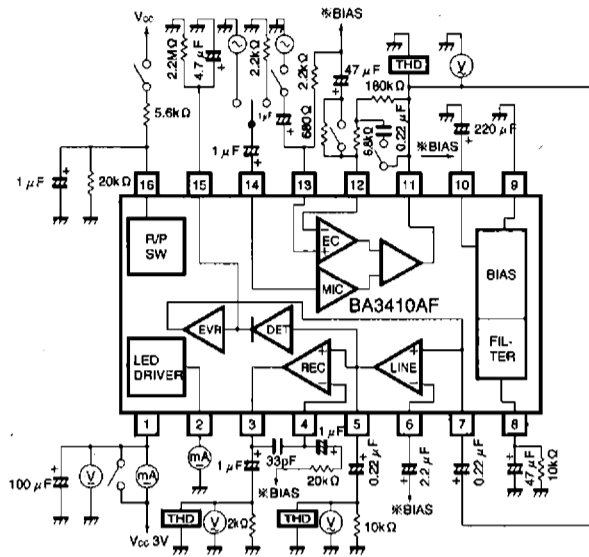 Vcc
2.2MΩ
4.7μF
2.2kΩ
1μF
2.2kΩ
※BIAS
47μF
THD
V
180kΩ
5.6kΩ
680Ω
6.8kΩ
0.22μF
※BIAS
220μF
1μF
20kΩ
1μF
16
15
14
13
12
11
10
9
R/P
SW
EC
MIC
BA3410AF
BIAS
FIL-
TER
EVR
DET
LED
DRIVER
REC
LINE
1
2
3
4
5
6
7
8
100μF
V
mA
mA
1μF
33pF
1μF
20kΩ
※BIAS
0.22μF
2.2μF
※BIAS
0.22μF
47μF
10kΩ
Vcc 3V
THD
V
2kΩ
THD
V
10kΩ